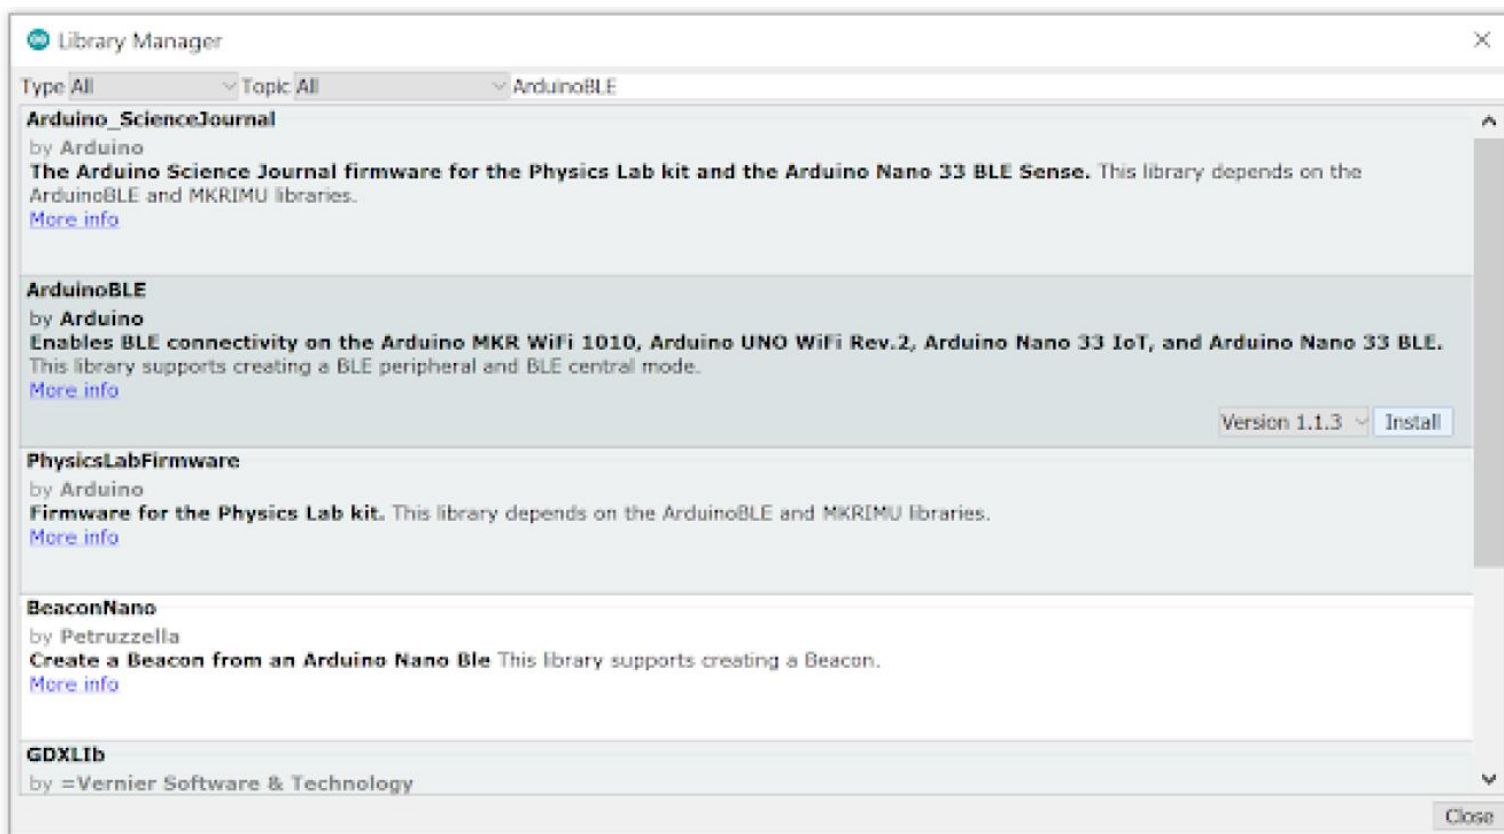 Library Manager
Type All Topic All ArduinoBLE
Arduino_ScienceJournal
by Arduino
The Arduino Science Journal firmware for the Physics Lab kit and the Arduino Nano 33 BLE Sense. This library depends on the
ArduinoBLE and MKRIMU libraries.
More info
ArduinoBLE
by Arduino
Enables BLE connectivity on the Arduino MKR WiFi 1010, Arduino UNO WiFi Rev.2, Arduino Nano 33 IoT, and Arduino Nano 33 BLE.
This library supports creating a BLE peripheral and BLE central mode.
More info
Version 1.1.3 Install
PhysicsLabFirmware
by Arduino
Firmware for the Physics Lab kit. This library depends on the ArduinoBLE and MKRIMU libraries.
More info
BeaconNano
by Petruzzella
Create a Beacon from an Arduino Nano Ble This library supports creating a Beacon.
More info
GDXLIb
by =Vernier Software & Technology
Close